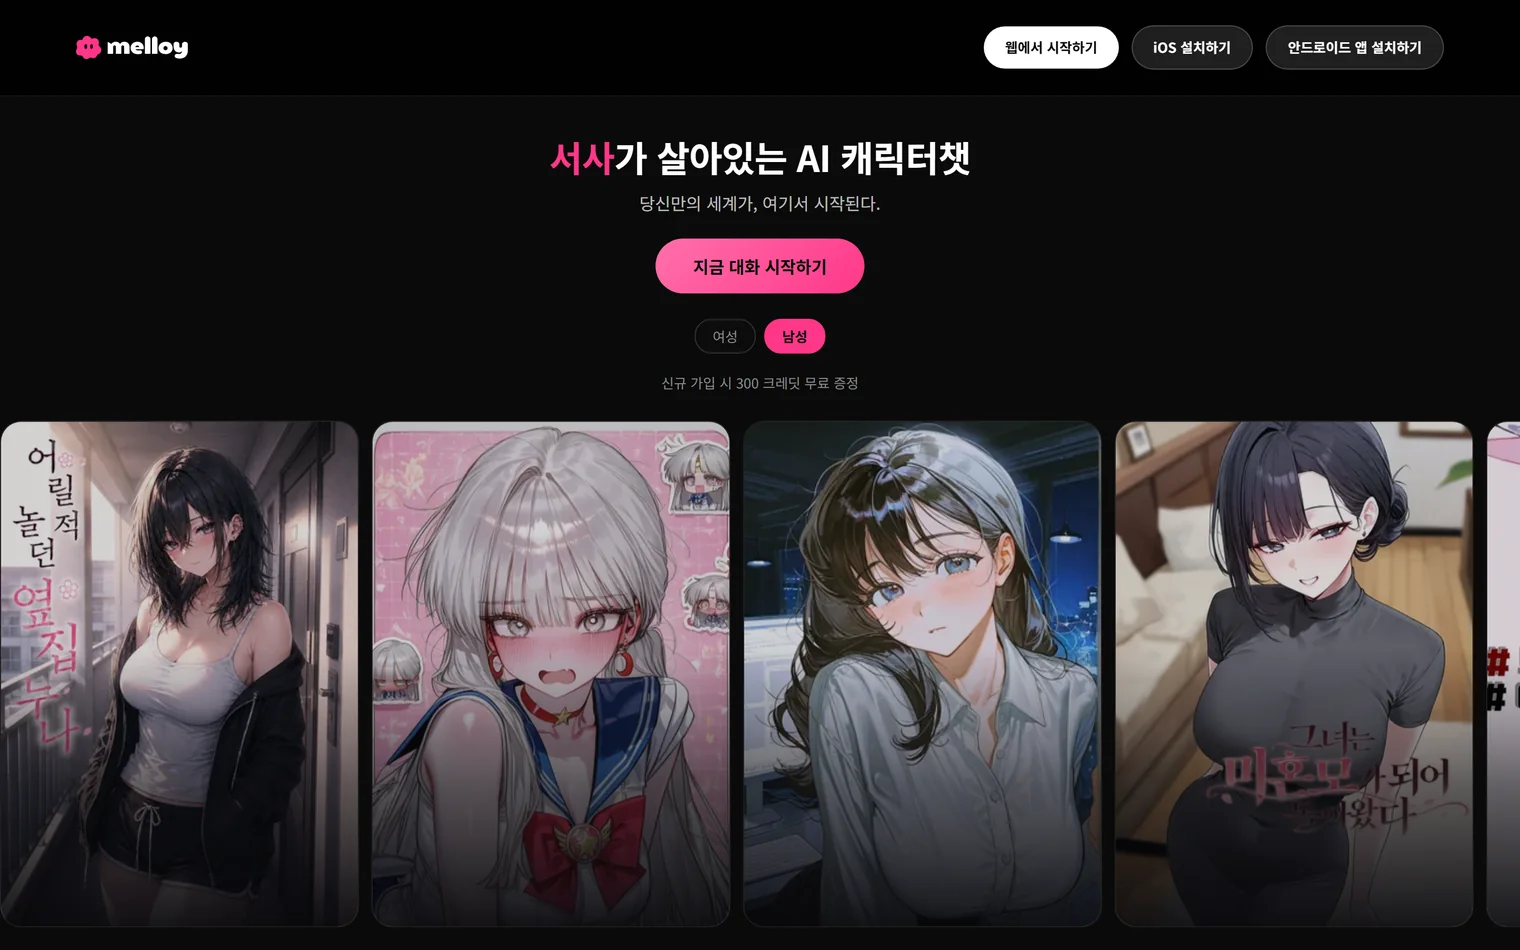 melloy
웹에서 시작하기
iOS 설치하기
안드로이드 앱 설치하기
서사가 살아있는 AI 캐릭터챗
당신만의 세계가, 여기서 시작된다.
지금 대화 시작하기
여성
남성
신규 가입 시 300 크레딧 무료 증정
어릴적
놀던
옆집
누나
그녀는
미혼모가 되어
#
#